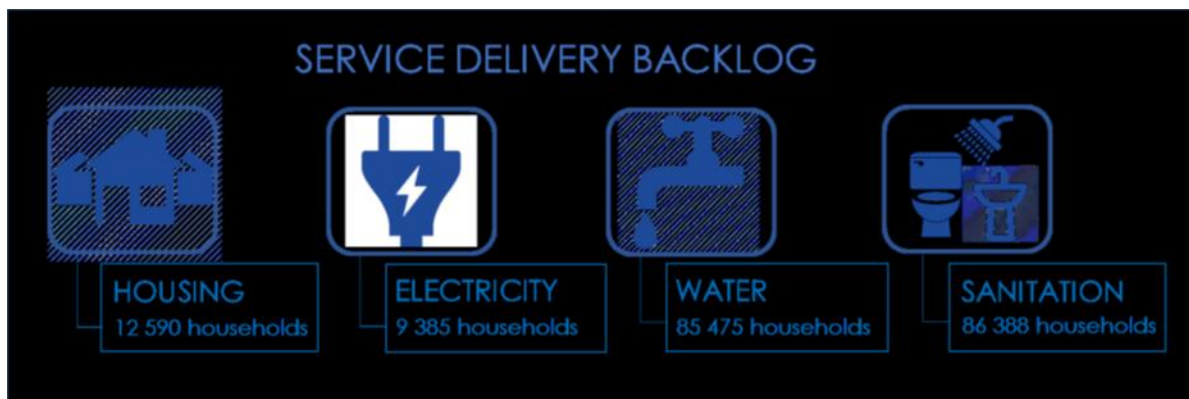 SERVICE DELIVERY BACKLOG
HOUSING
12 590 households
ELECTRICITY
9 385 households
WATER
85 475 households
SANITATION
86 388 households